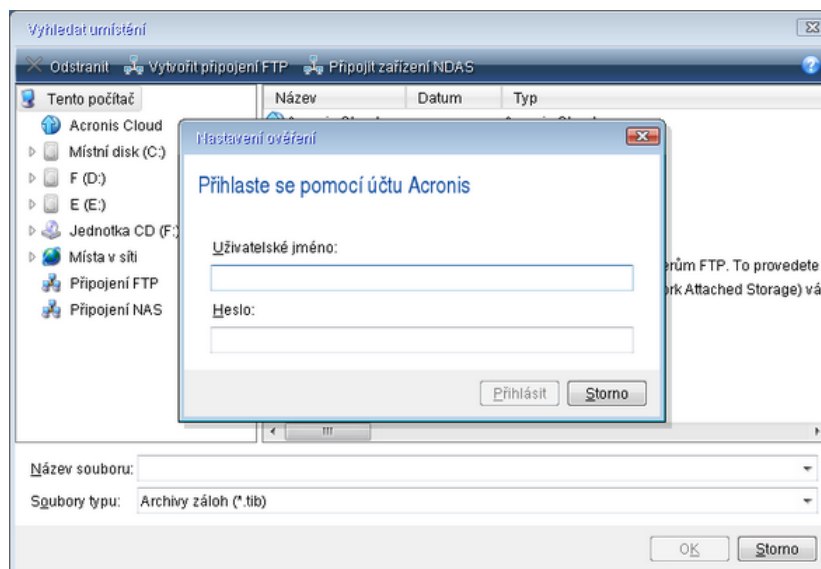 Vyhledat umístění
Odstranit Vytvořit připojení FTP Připojit zařízení NDAS
Tento počítač
Acronis Cloud
Místní disk (C:)
F (D:)
E (E:)
Jednotka CD (F:)
Místa v síti
Připojení FTP
Připojení NAS
Název Datum Typ
erům FTP. To provedete
ork Attached Storage) vá
Nastavení ověření
Přihlaste se pomocí účtu Acronis
Uživatelské jméno:
Heslo:
Přihlásit Storno
Název souboru:
Soubory typu: Archivy záloh (*.tib)
OK Storno